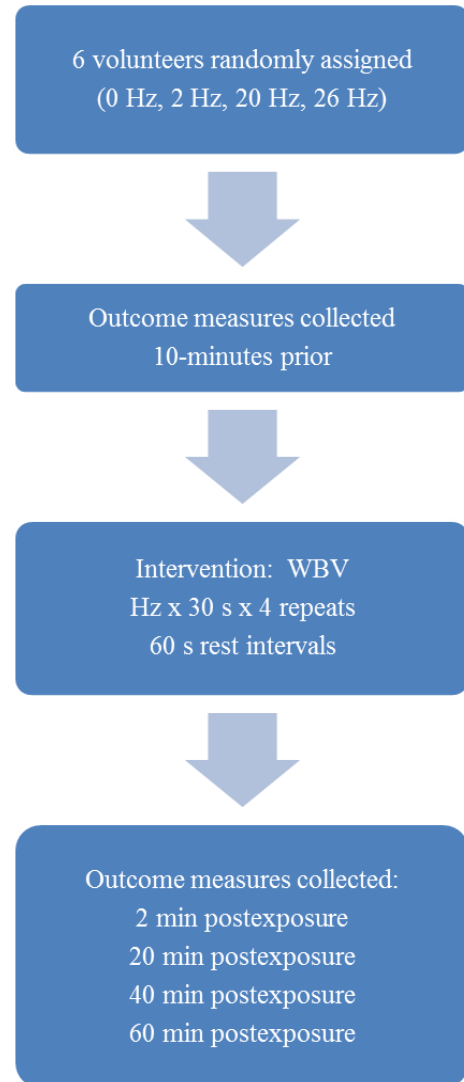 6 volunteers randomly assigned
(0 Hz, 2 Hz, 20 Hz, 26 Hz)
Outcome measures collected
10-minutes prior
Intervention:  WBV
Hz x 30 s x 4 repeats
60 s rest intervals
Outcome measures collected:
2 min postexposure
20 min postexposure
40 min postexposure
60 min postexposure